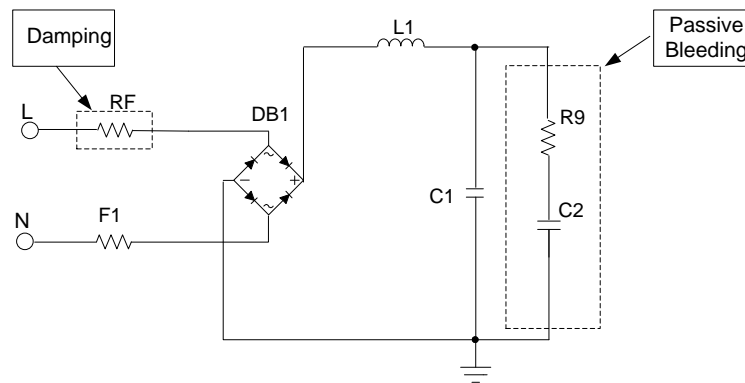 Damping
Passive
Bleeding
L1
L
RF
DB1
R9
~
−
+
~
N
F1
C1
C2